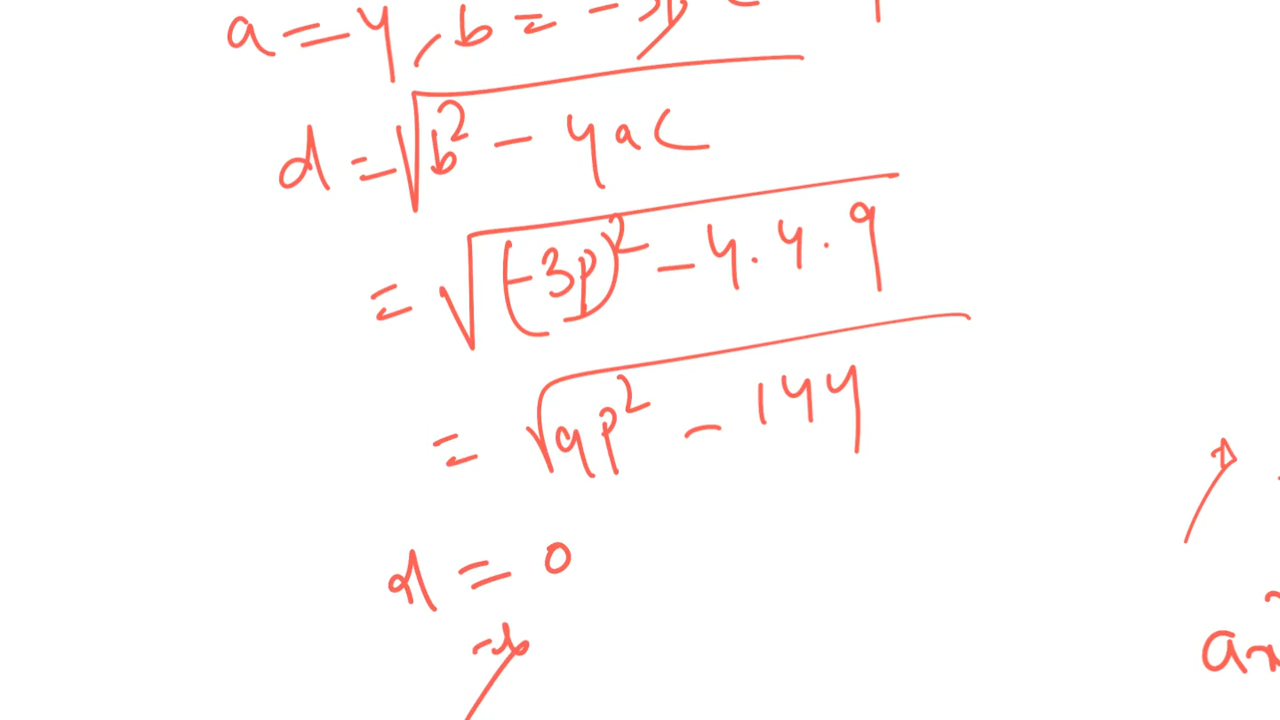 a = 4, b = -3p
d = √b² - 4ac
= √(-3p)² - 4.4.9
= √9p² - 144
d = 0
-b